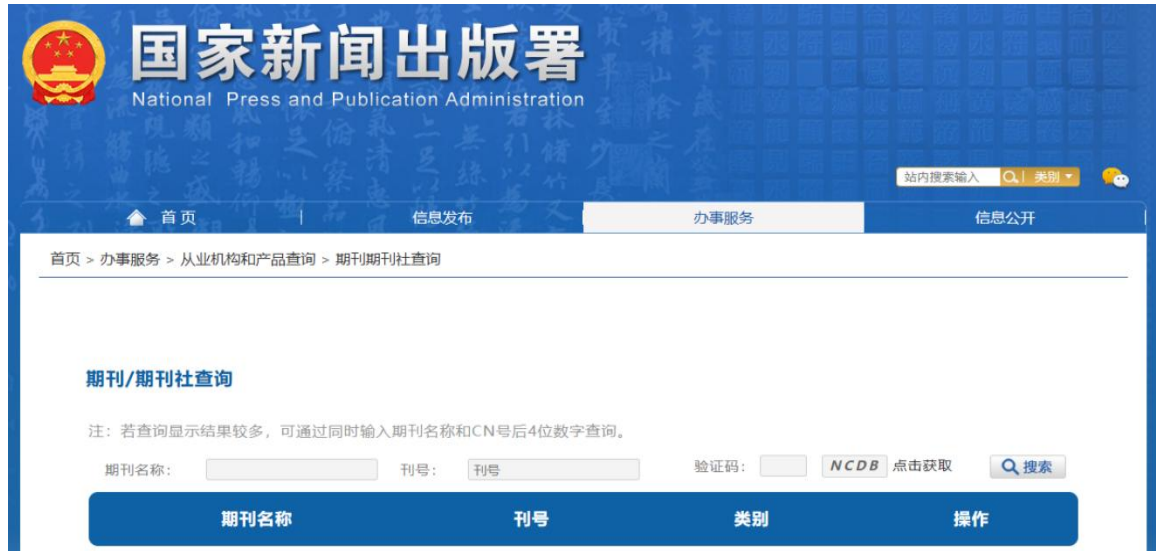 国家新闻出版署
National Press and Publication Administration
站内搜索输入 类别
首页 信息发布 办事服务 信息公开
首页 > 办事服务 > 从业机构和产品查询 > 期刊期刊社查询
期刊/期刊社查询
注：若查询显示结果较多，可通过同时输入期刊名称和CN号后4位数字查询。
期刊名称： 刊号： 刊号 验证码： NCDB 点击获取 搜索
期刊名称 刊号 类别 操作